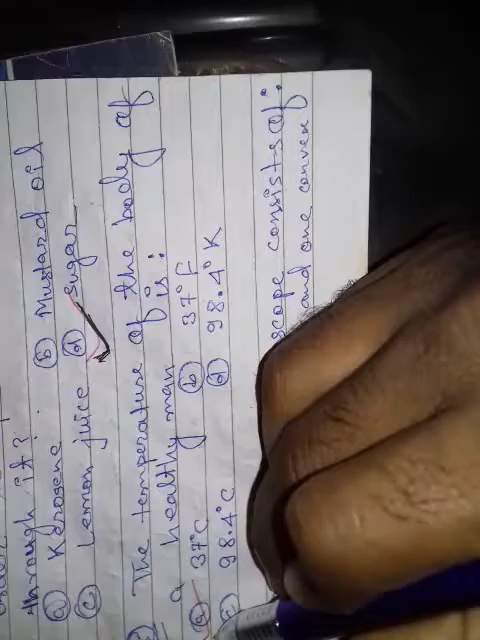 through it?
ⓐ Kerosene ⓑ Mustard oil
ⓒ Lemon juice ⓓ Sugar
The temperature of the body of
a healthy man is:
ⓐ 37°C ⓑ 37°F
ⓒ 98.4°C ⓓ 98.4°K
scope consists of:
and one convex